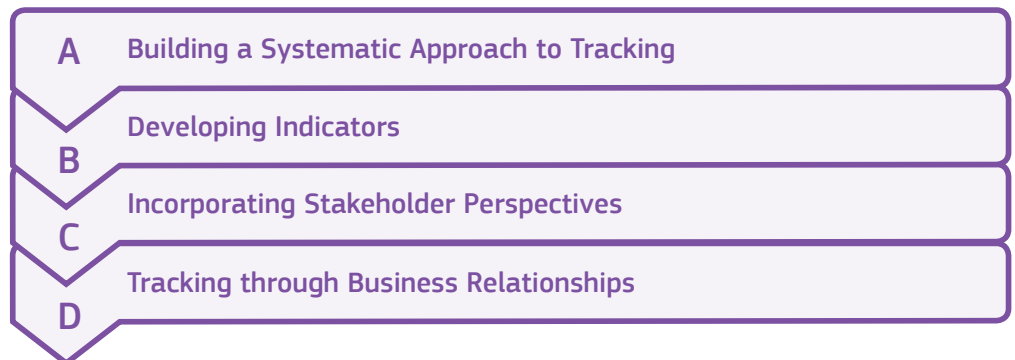 A Building a Systematic Approach to Tracking
B Developing Indicators
C Incorporating Stakeholder Perspectives
D Tracking through Business Relationships